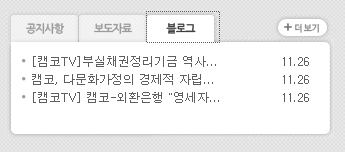 공지사항 보도자료 블로그 + 더 보기
• [캠코TV]부실채권정리기금 역사... 11.26
• 캠코, 다문화가정의 경제적 자립... 11.26
• [캠코TV] 캠코-외환은행 "영세자... 11.26